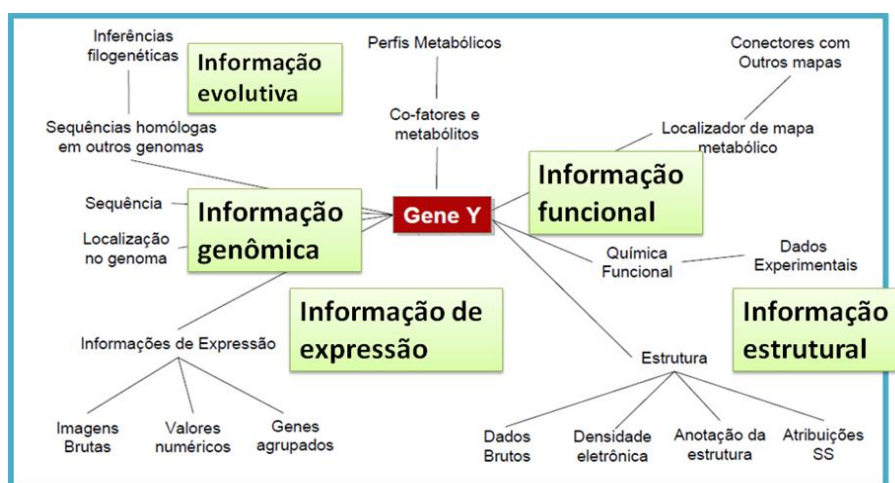 Inferências
filogenéticas
Informação
evolutiva
Perfis Metabólicos
Conectores com
Outros mapas
Sequências homólogas
em outros genomas
Co-fatores e
metabólitos
Localizador de mapa
metabólico
Sequência
Localização
no genoma
Informação
genômica
Gene Y
Informação
funcional
Química
Funcional
Dados
Experimentais
Informações de Expressão
Informação de
expressão
Estrutura
Informação
estrutural
Imagens
Brutas
Valores
numéricos
Genes
agrupados
Dados
Brutos
Densidade
eletrônica
Anotação da
estrutura
Atribuições
SS